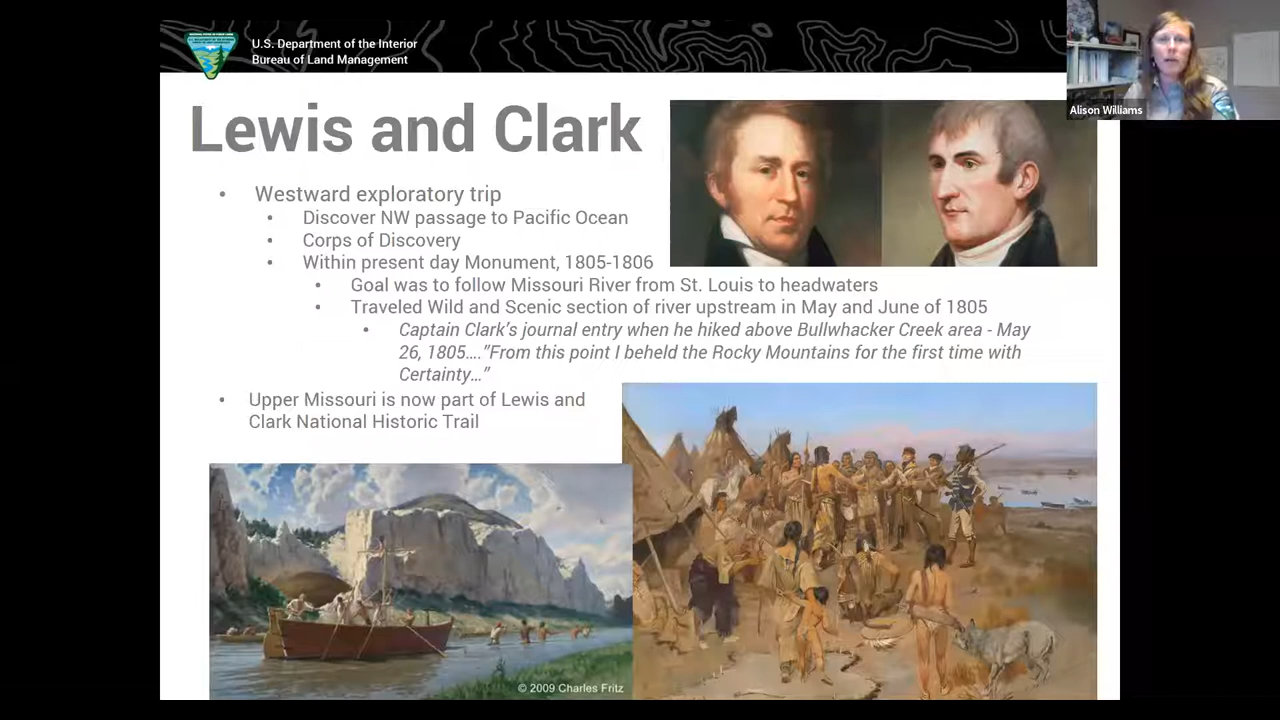 U.S. Department of the Interior
Bureau of Land Management
Alison Williams
Lewis and Clark
• Westward exploratory trip
• Discover NW passage to Pacific Ocean
• Corps of Discovery
• Within present day Monument, 1805-1806
• Goal was to follow Missouri River from St. Louis to headwaters
• Traveled Wild and Scenic section of river upstream in May and June of 1805
• Captain Clark's journal entry when he hiked above Bullwhacker Creek area - May
26, 1805....”From this point I beheld the Rocky Mountains for the first time with
Certainty…”
• Upper Missouri is now part of Lewis and
Clark National Historic Trail
© 2009 Charles Fritz